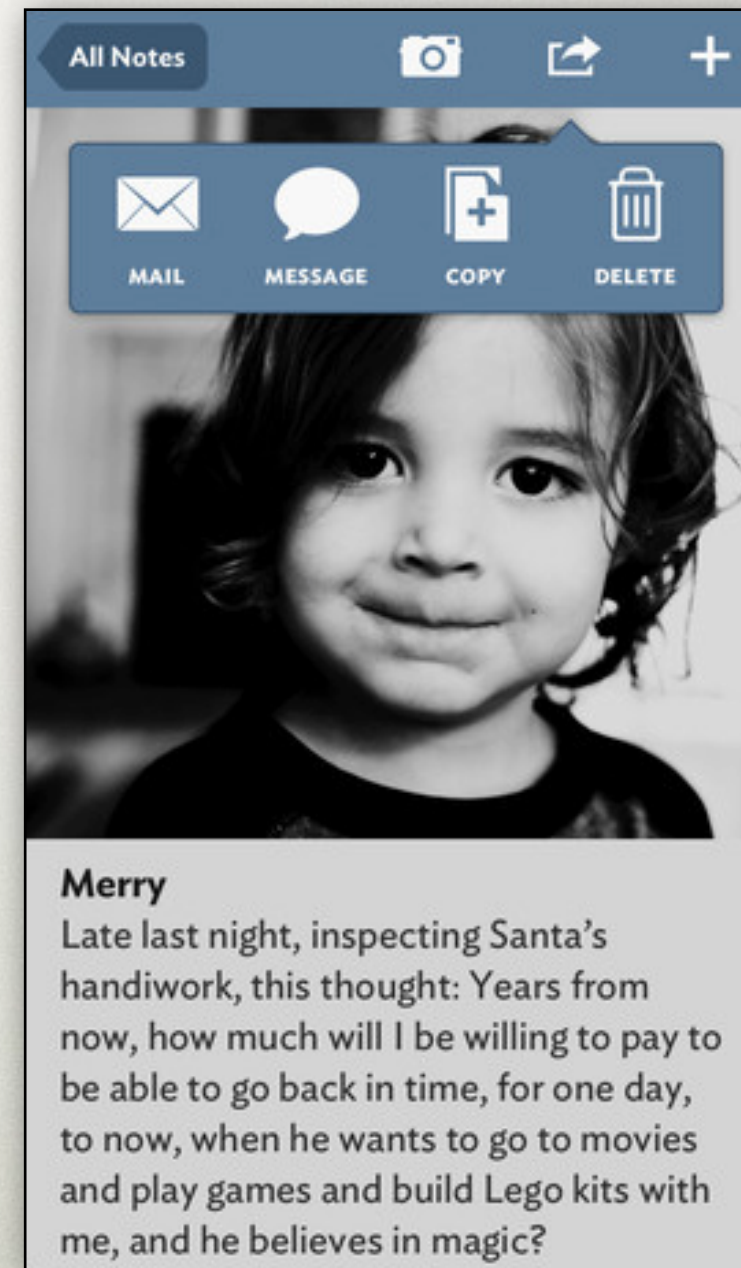 All Notes
MAIL MESSAGE COPY DELETE
Merry
Late last night, inspecting Santa’s
handiwork, this thought: Years from
now, how much will I be willing to pay to
be able to go back in time, for one day,
to now, when he wants to go to movies
and play games and build Lego kits with
me, and he believes in magic?